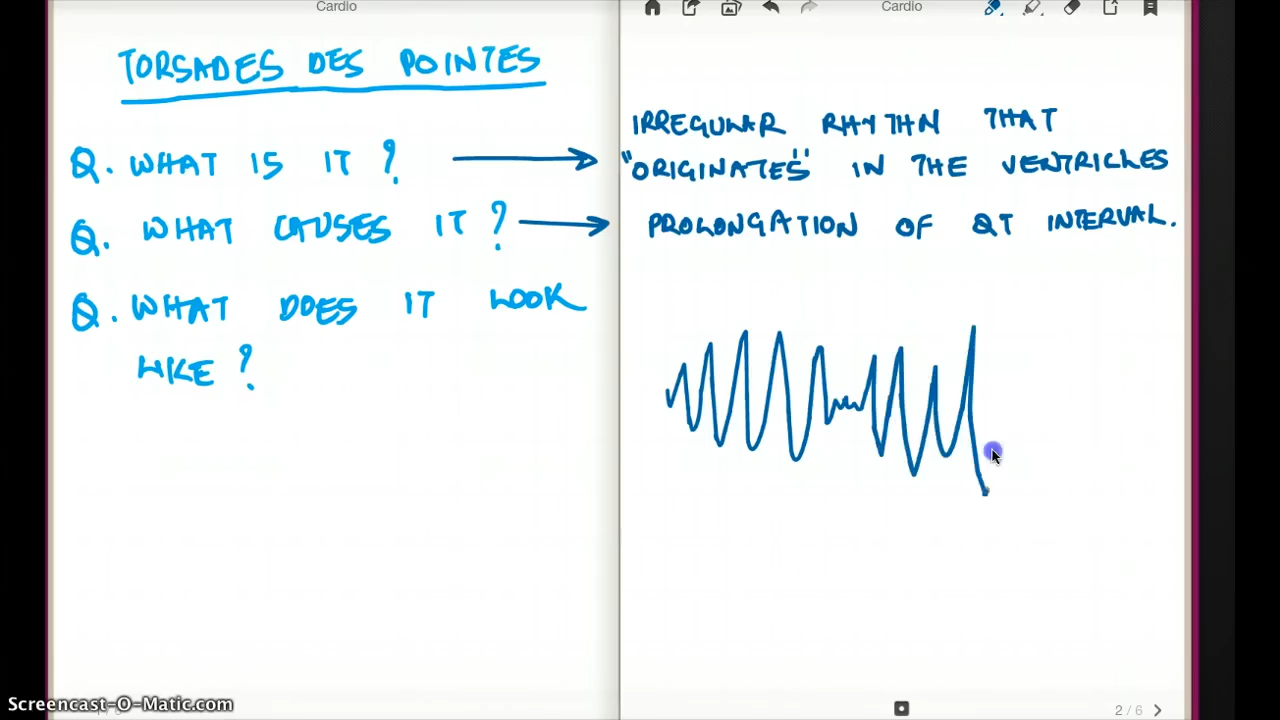 Cardio
TORSADES DES POINTES
Q. WHAT IS IT ?
Q. WHAT CAUSES IT ?
Q. WHAT DOES IT LOOK
LIKE ?
Cardio
IRREGULAR RHYTHM THAT
"ORIGINATES" IN THE VENTRICLES
PROLONGATION OF QT INTERVAL.
2 / 6
Screencast-O-Matic.com